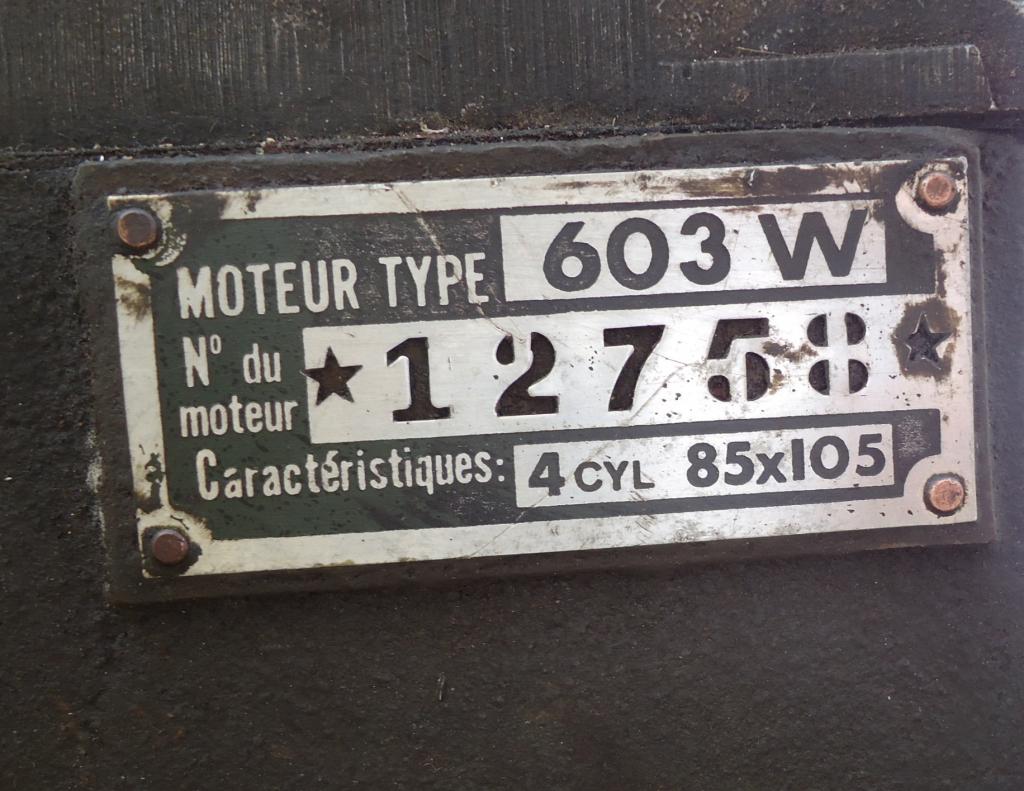 MOTEUR TYPE 603 W
N° du moteur ★ 12758 ★
Caractéristiques: 4 CYL 85x105